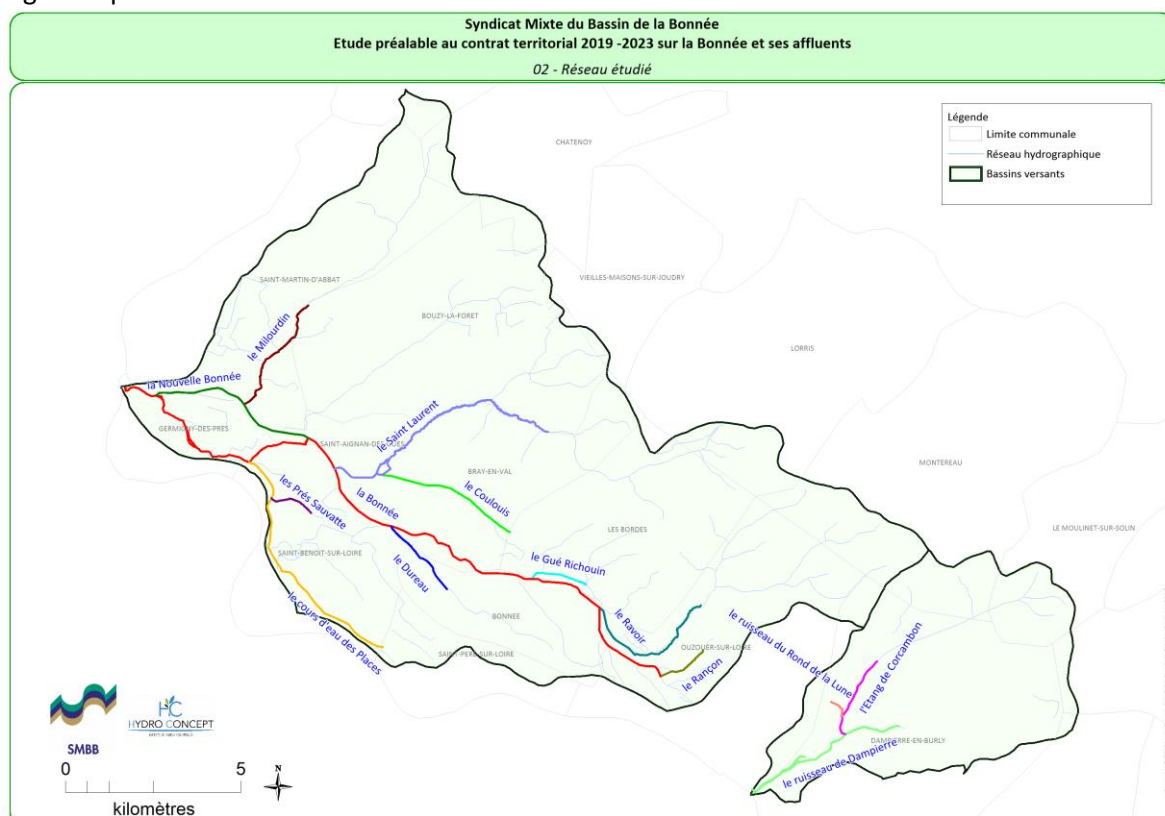 Syndicat Mixte du Bassin de la Bonnée
Etude préalable au contrat territorial 2019 -2023 sur la Bonnée et ses affluents
02 - Réseau étudié
Légende
Limite communale
Réseau hydrographique
Bassins versants
CHATENOY
SAINT-MARTIN-D'ABBAT
VIEILLES-MAISONS-SUR-JOUDRY
BOUZY-LA-FORET
le Milourdin
LORRIS
la Nouvelle Bonnée
GERMIGNY-DES-PRES
SAINT-AIGNAN-DES-GUES
le Saint Laurent
BRAY-EN-VAL
le Coulouis
MONTEREAU
les Prés Sauvatte
la Bonnée
LES BORDES
LE MOULINET-SUR-SOLIN
SAINT-BENOIT-SUR-LOIRE
le Dureau
le Gué Richouin
le cours d'eau des Places
BONNEE
le Ravoir
OUZOUER-SUR-LOIRE
SAINT-PERE-SUR-LOIRE
le Rançon
le ruisseau du Rond de la Lune
l'Etang de Corcambon
DAMPIERRE-EN-BURLY
le ruisseau de Dampierre
SMBB
HC
HYDRO CONCEPT
N
0 5
kilomètres